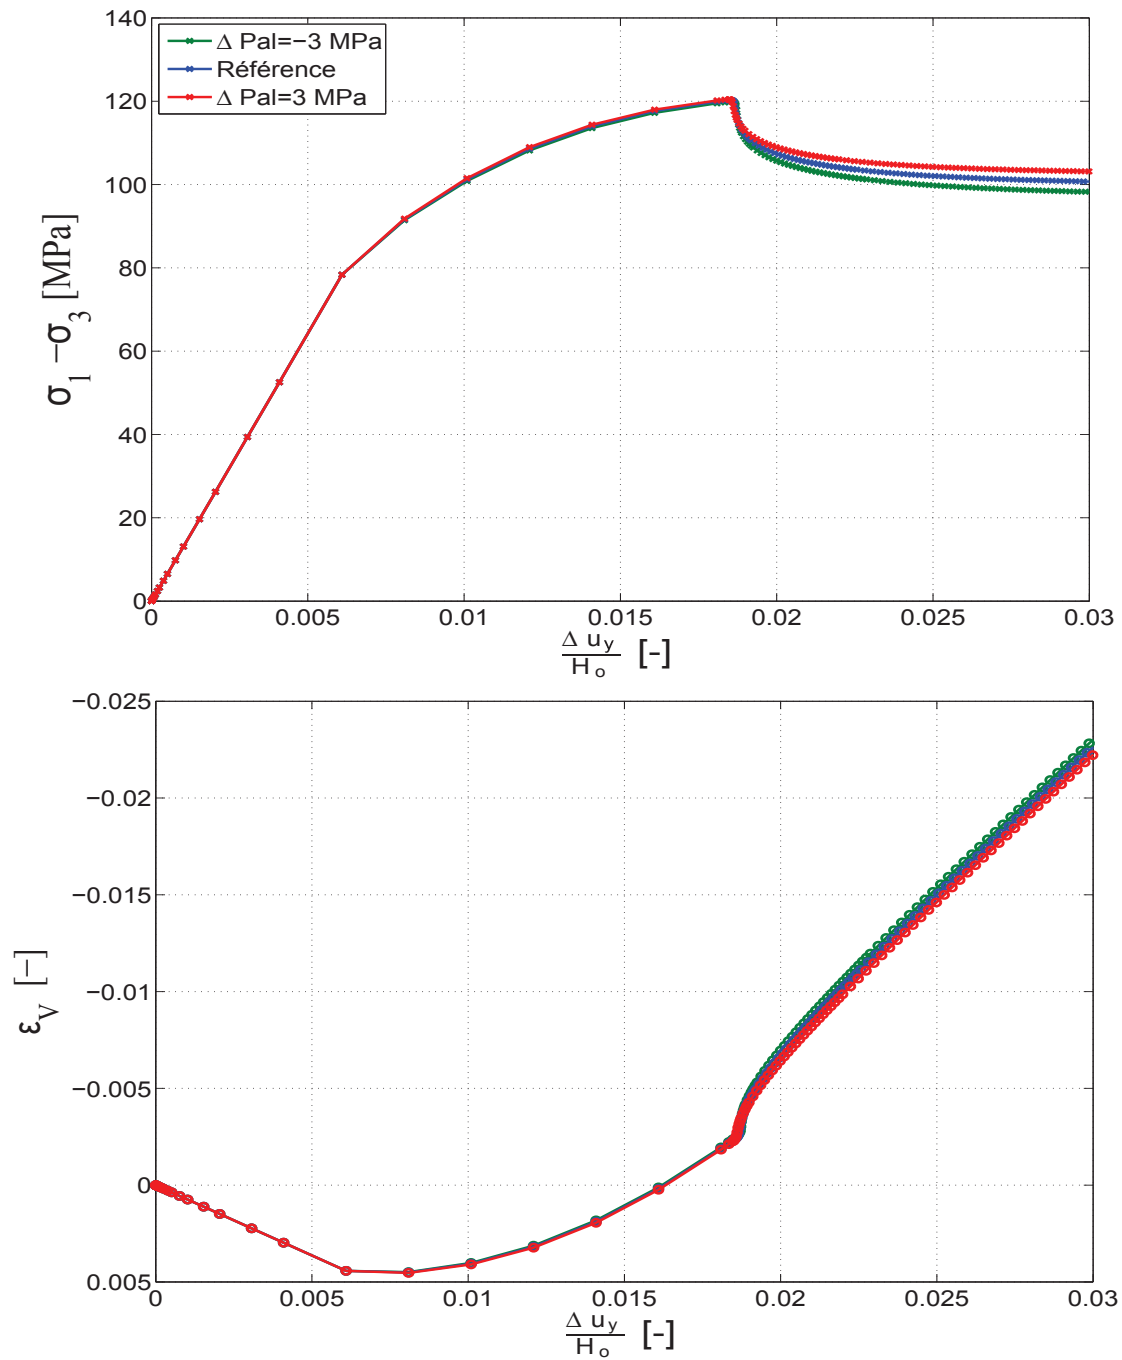 140
120
100
80
60
40
20
0
σ1 −σ3 [MPa]
Δ Pal=−3 MPa
Référence
Δ Pal=3 MPa
0 0.005 0.01 0.015 0.02 0.025 0.03
Δ uy
Ho
[-]
−0.025
−0.02
−0.015
−0.01
−0.005
0
0.005
εV [−]
0 0.005 0.01 0.015 0.02 0.025 0.03
Δ uy
Ho
[-]